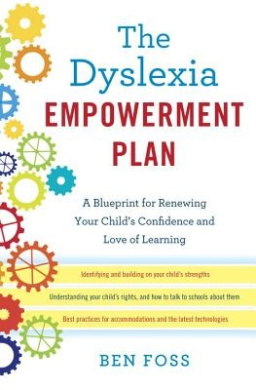 The
Dyslexia
EMPOWERMENT
PLAN
A Blueprint for Renewing
Your Child's Confidence and
Love of Learning
Identifying and building on your child's strengths
Understanding your child's rights, and how to talk to schools about them
Best practices for accommodations and the latest technologies
BEN FOSS